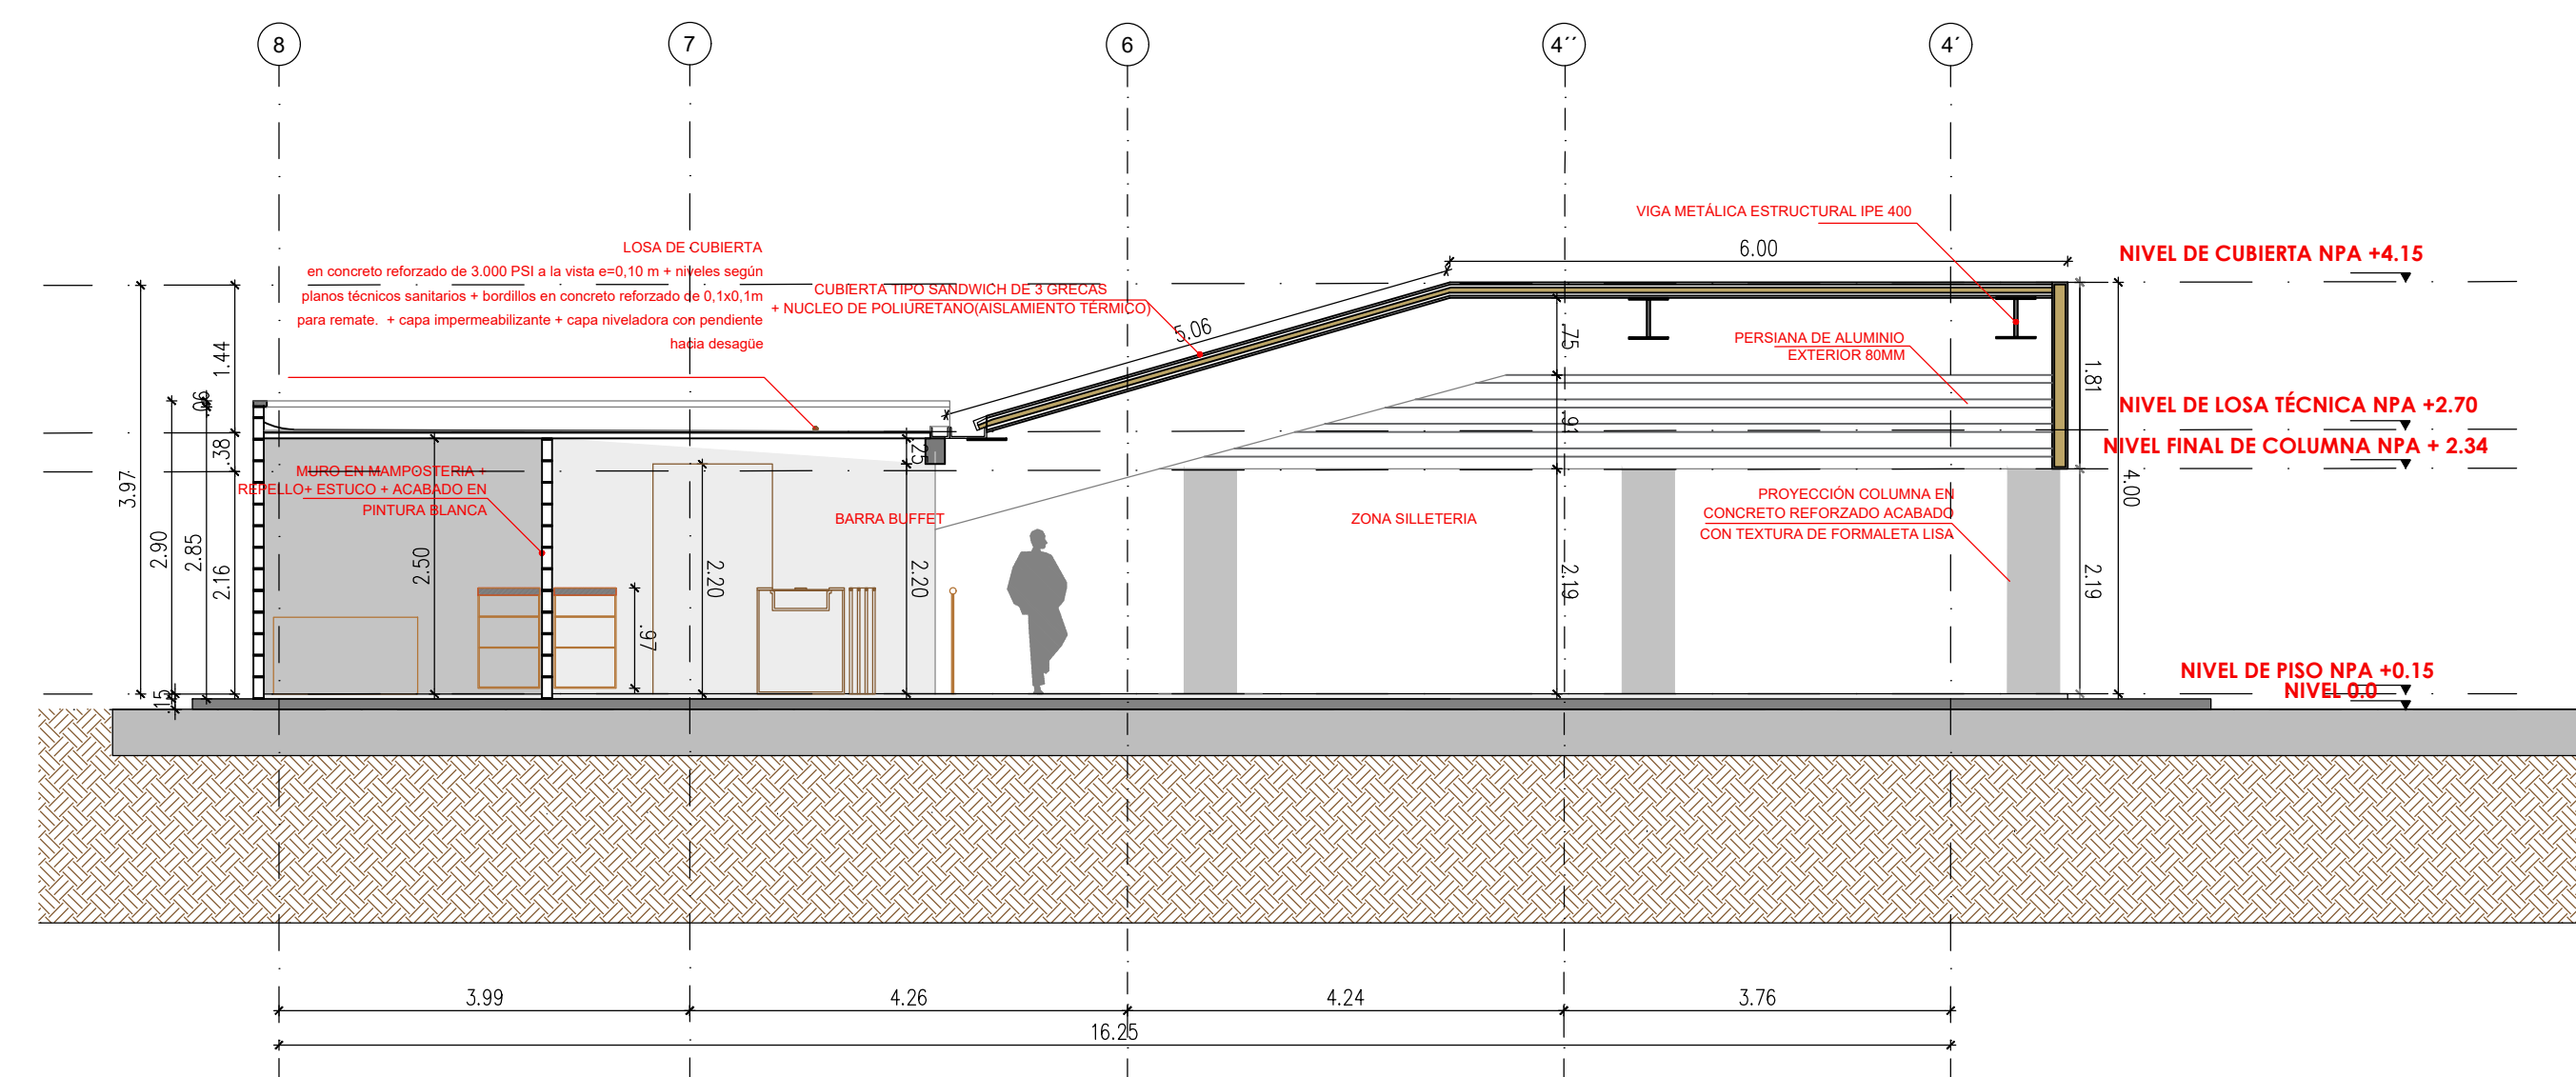 8
7
6
4´´
4´
VIGA METÁLICA ESTRUCTURAL IPE 400
6.00
NIVEL DE CUBIERTA NPA +4.15
LOSA DE CUBIERTA
en concreto reforzado de 3.000 PSI a la vista e=0,10 m + niveles según
planos técnicos sanitarios + bordillos en concreto reforzado de 0,1x0,1m
para remate. + capa impermeabilizante + capa niveladora con pendiente
hacia desagüe
CUBIERTA TIPO SANDWICH DE 3 GRECAS
+ NUCLEO DE POLIURETANO(AISLAMIENTO TÉRMICO)
5.06
.75
PERSIANA DE ALUMINIO
EXTERIOR 80MM
1.81
1.44
.06
.38
.25
.91
NIVEL DE LOSA TÉCNICA NPA +2.70
NIVEL FINAL DE COLUMNA NPA + 2.34
MURO EN MAMPOSTERIA +
REPELLO+ ESTUCO + ACABADO EN
PINTURA BLANCA
3.97
2.90
2.85
2.16
2.50
2.20
2.20
.97
.15
BARRA BUFFET
ZONA SILLETERIA
PROYECCIÓN COLUMNA EN
CONCRETO REFORZADO ACABADO
CON TEXTURA DE FORMALETA LISA
4.00
2.19
2.19
NIVEL DE PISO NPA +0.15
NIVEL 0.0
3.99
4.26
4.24
3.76
16.25